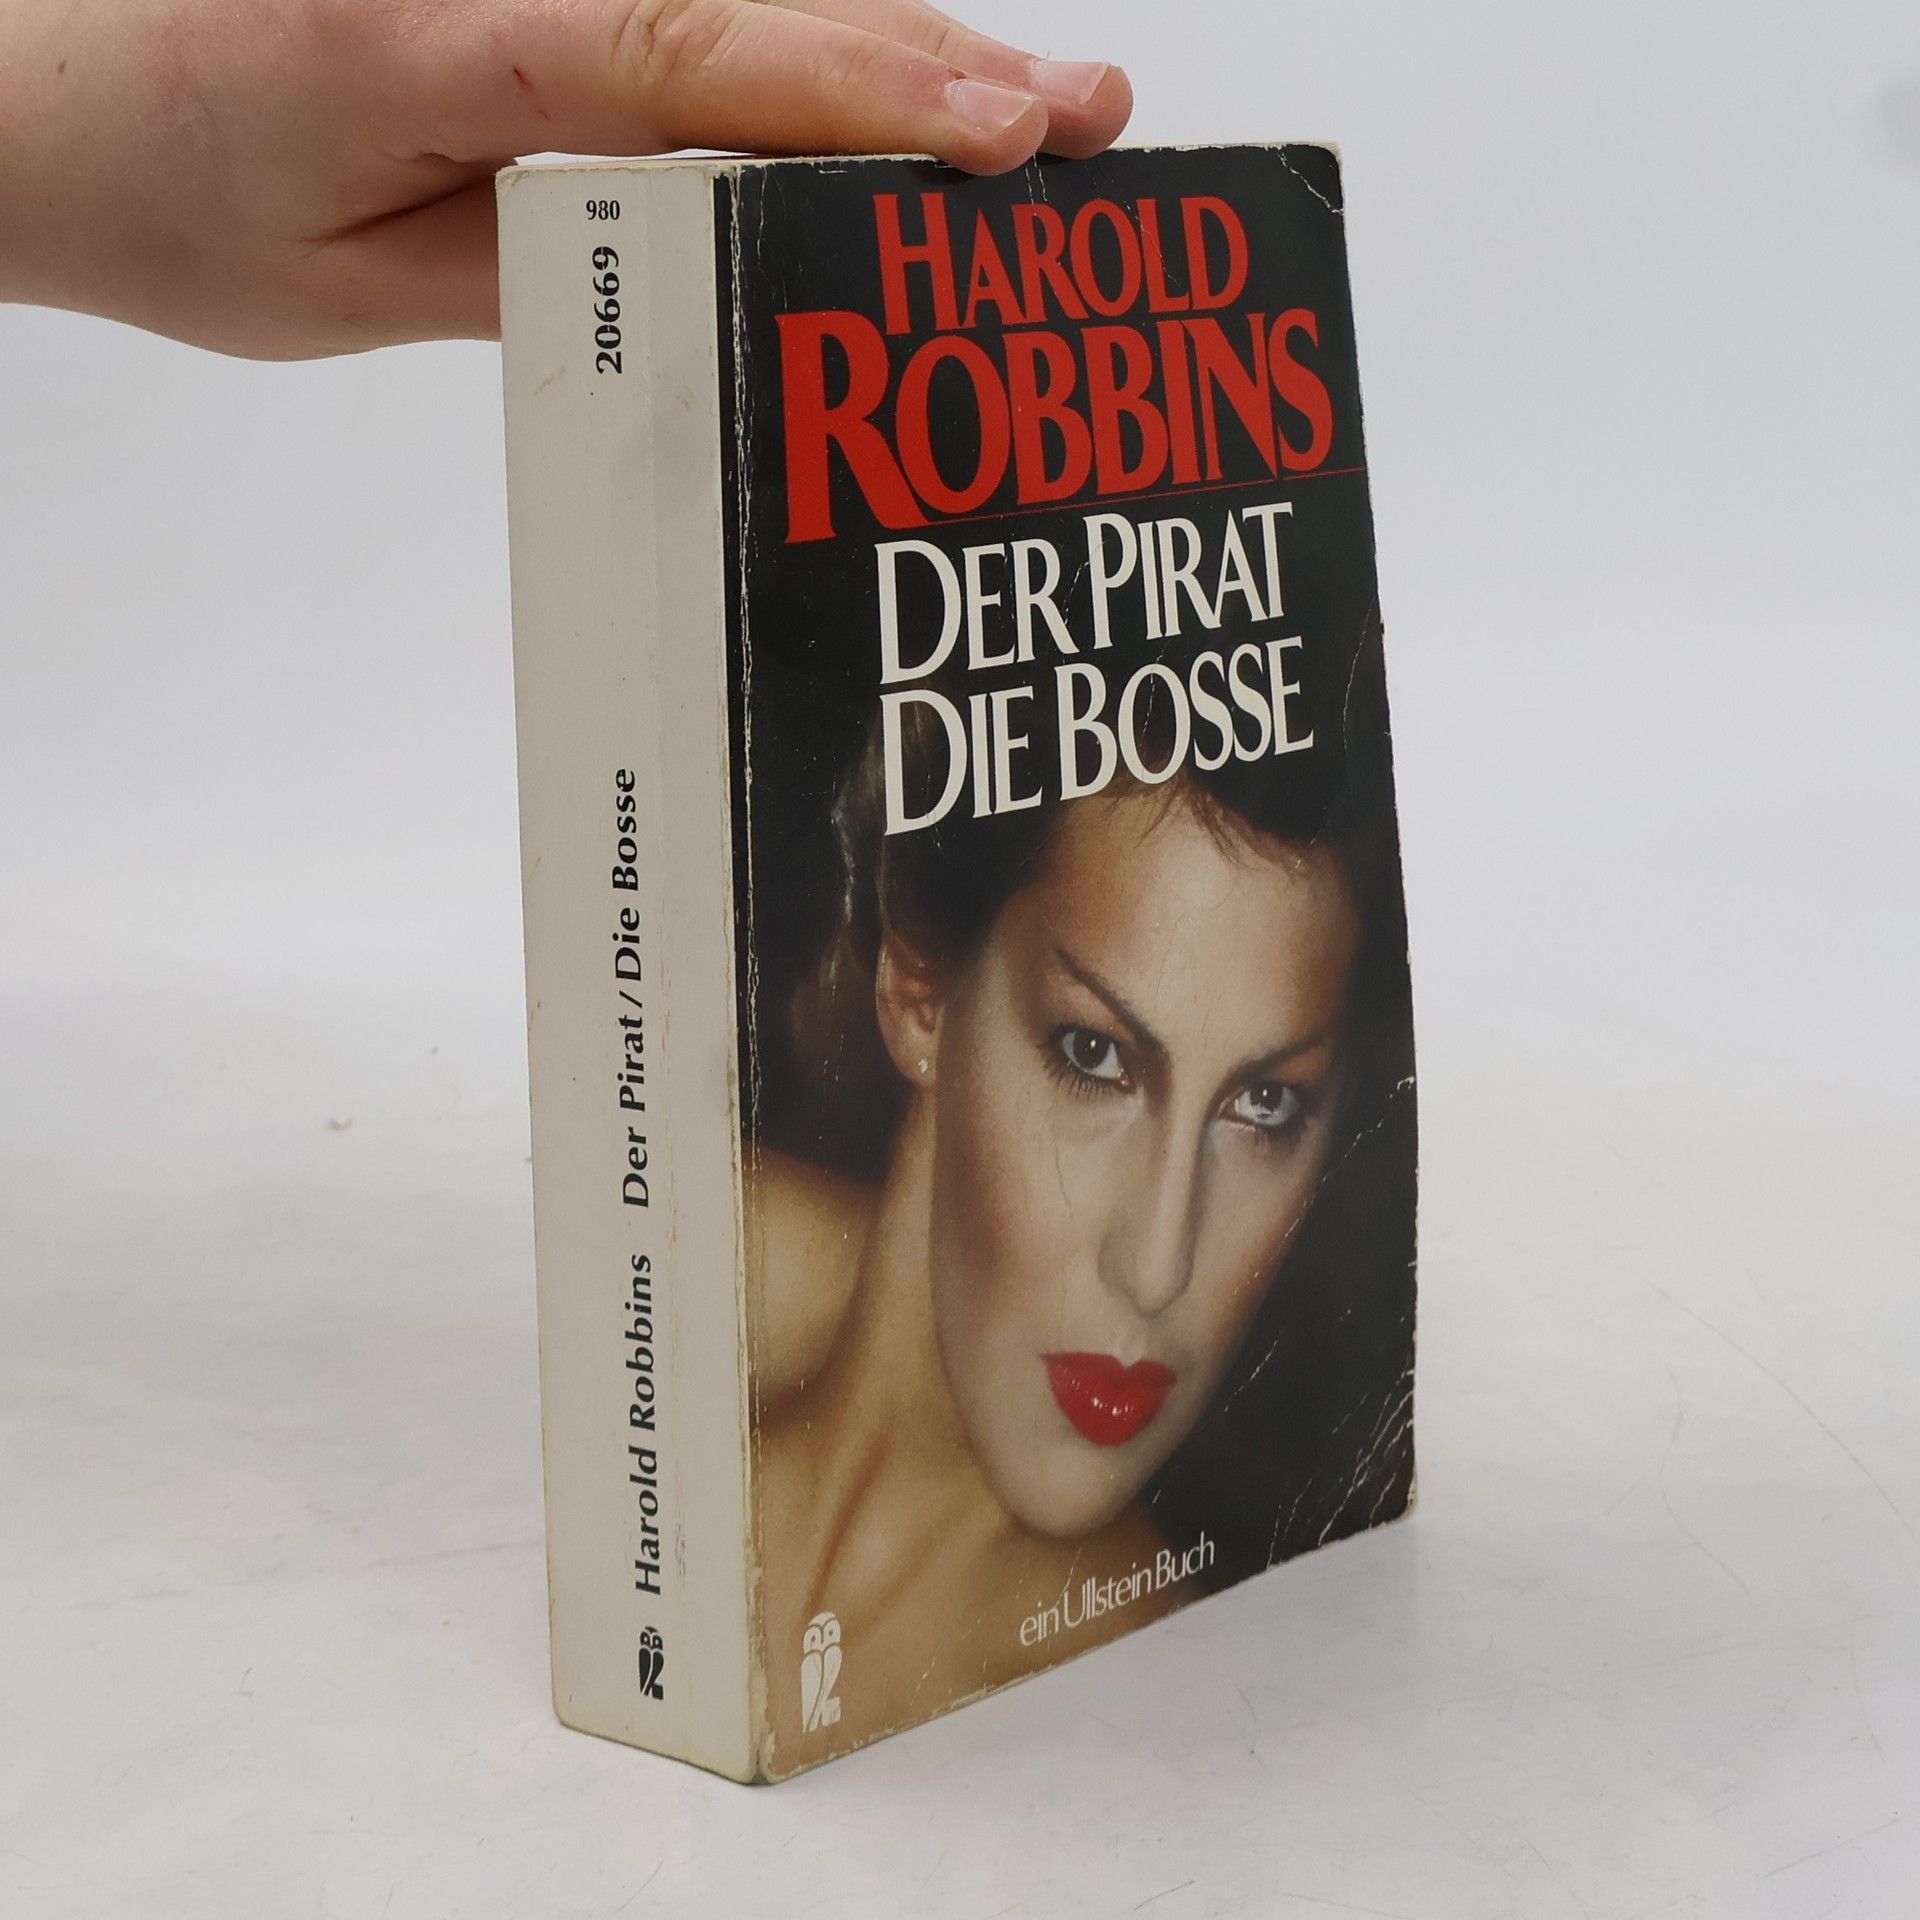 980
20669
Harold Robbins Der Pirat / Die Bosse
HAROLD
ROBBINS
DER PIRAT
DIE BOSSE
ein Ullstein Buch